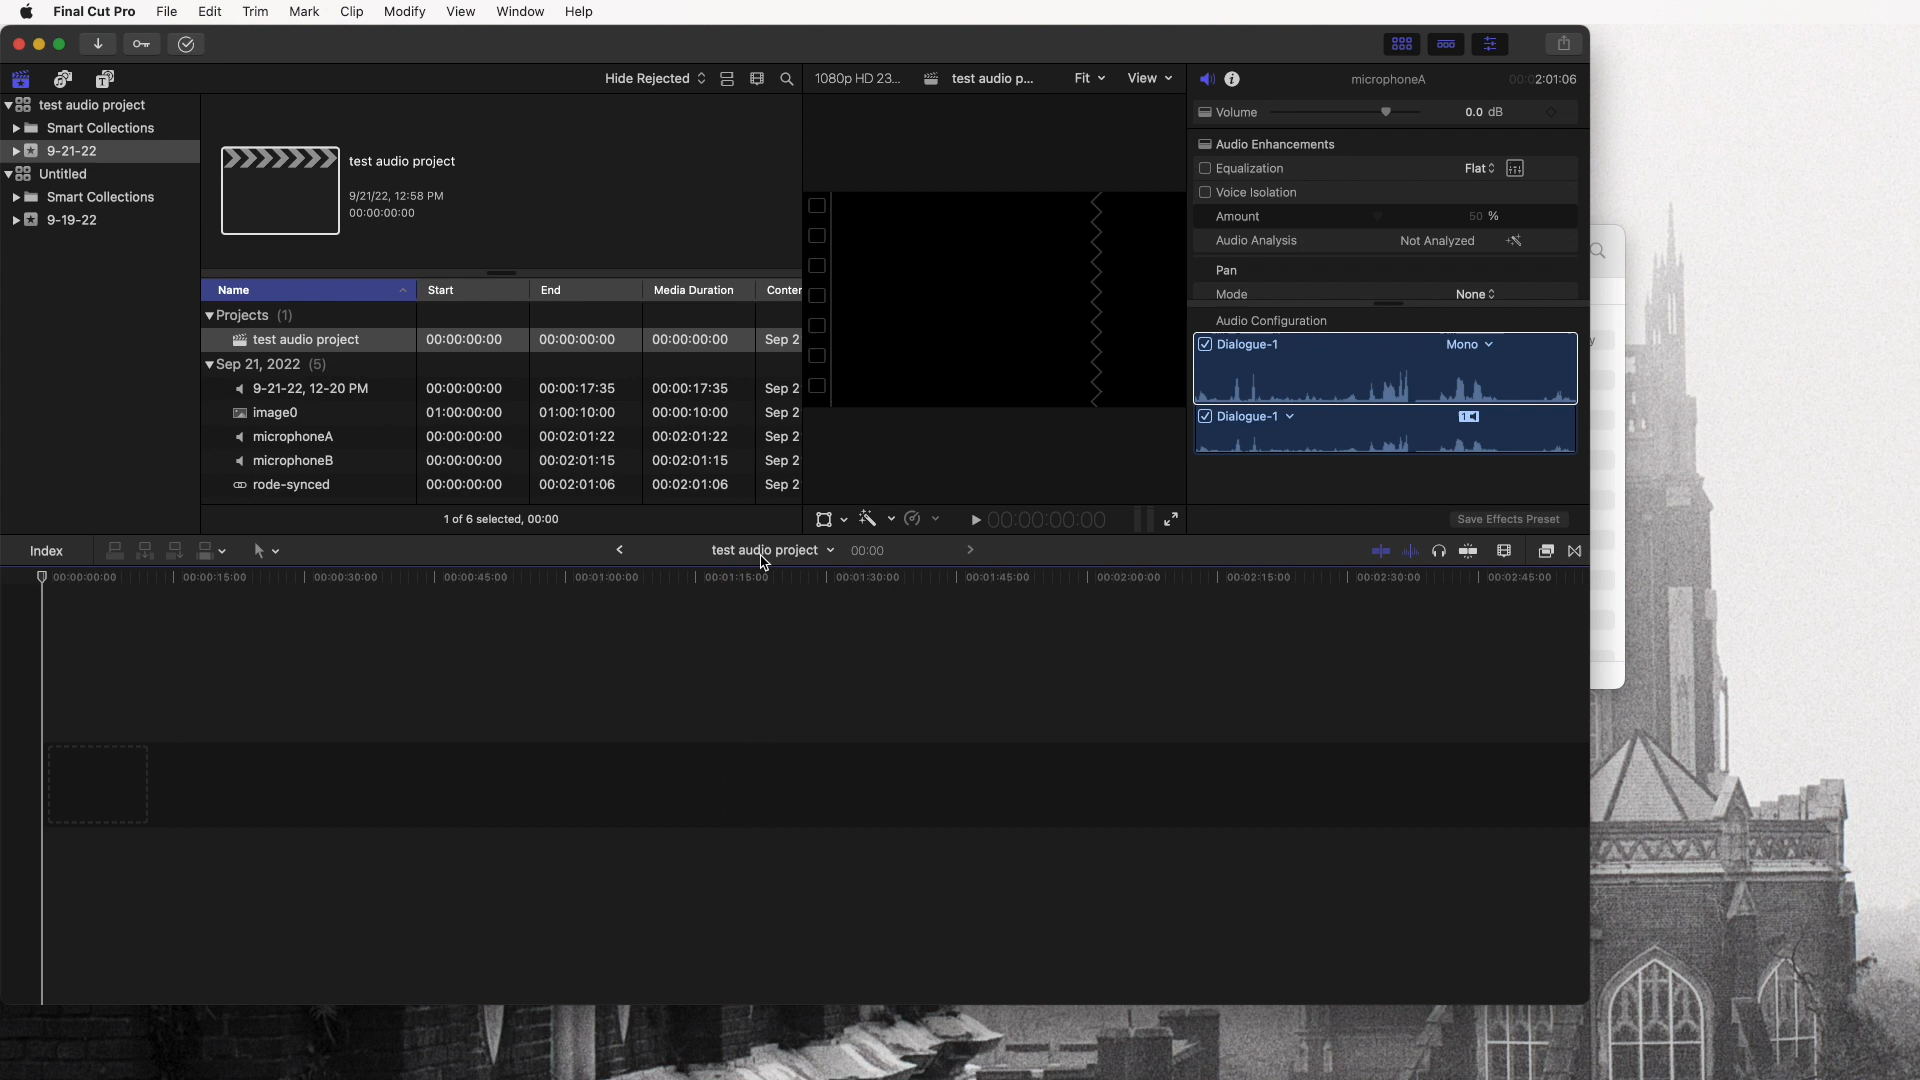 Final Cut Pro File Edit Trim Mark Clip Modify View Window Help
Hide Rejected
1080p HD 23... test audio p... Fit View
microphoneA 00:02:01:06
test audio project
Smart Collections
9-21-22
Untitled
Smart Collections
9-19-22
test audio project
9/21/22, 12:58 PM
00:00:00:00
Name Start End Media Duration Conter
Projects (1)
test audio project 00:00:00:00 00:00:00:00 00:00:00:00 Sep 2
Sep 21, 2022 (5)
9-21-22, 12-20 PM 00:00:00:00 00:00:17:35 00:00:17:35 Sep 2
image0 01:00:00:00 01:00:10:00 00:00:10:00 Sep 2
microphoneA 00:00:00:00 00:02:01:22 00:02:01:22 Sep 2
microphoneB 00:00:00:00 00:02:01:15 00:02:01:15 Sep 2
rode-synced 00:00:00:00 00:02:01:06 00:02:01:06 Sep 2
1 of 6 selected, 00:00
00:00:00:00
Volume 0.0 dB
Audio Enhancements
Equalization Flat
Voice Isolation
Amount 50 %
Audio Analysis Not Analyzed
Pan
Mode None
Audio Configuration
Dialogue-1 Mono
Dialogue-1 1
Save Effects Preset
Index
test audio project 00:00
00:00:00:00 00:00:15:00 00:00:30:00 00:00:45:00 00:01:00:00 00:01:15:00 00:01:30:00 00:01:45:00 00:02:00:00 00:02:15:00 00:02:30:00 00:02:45:00